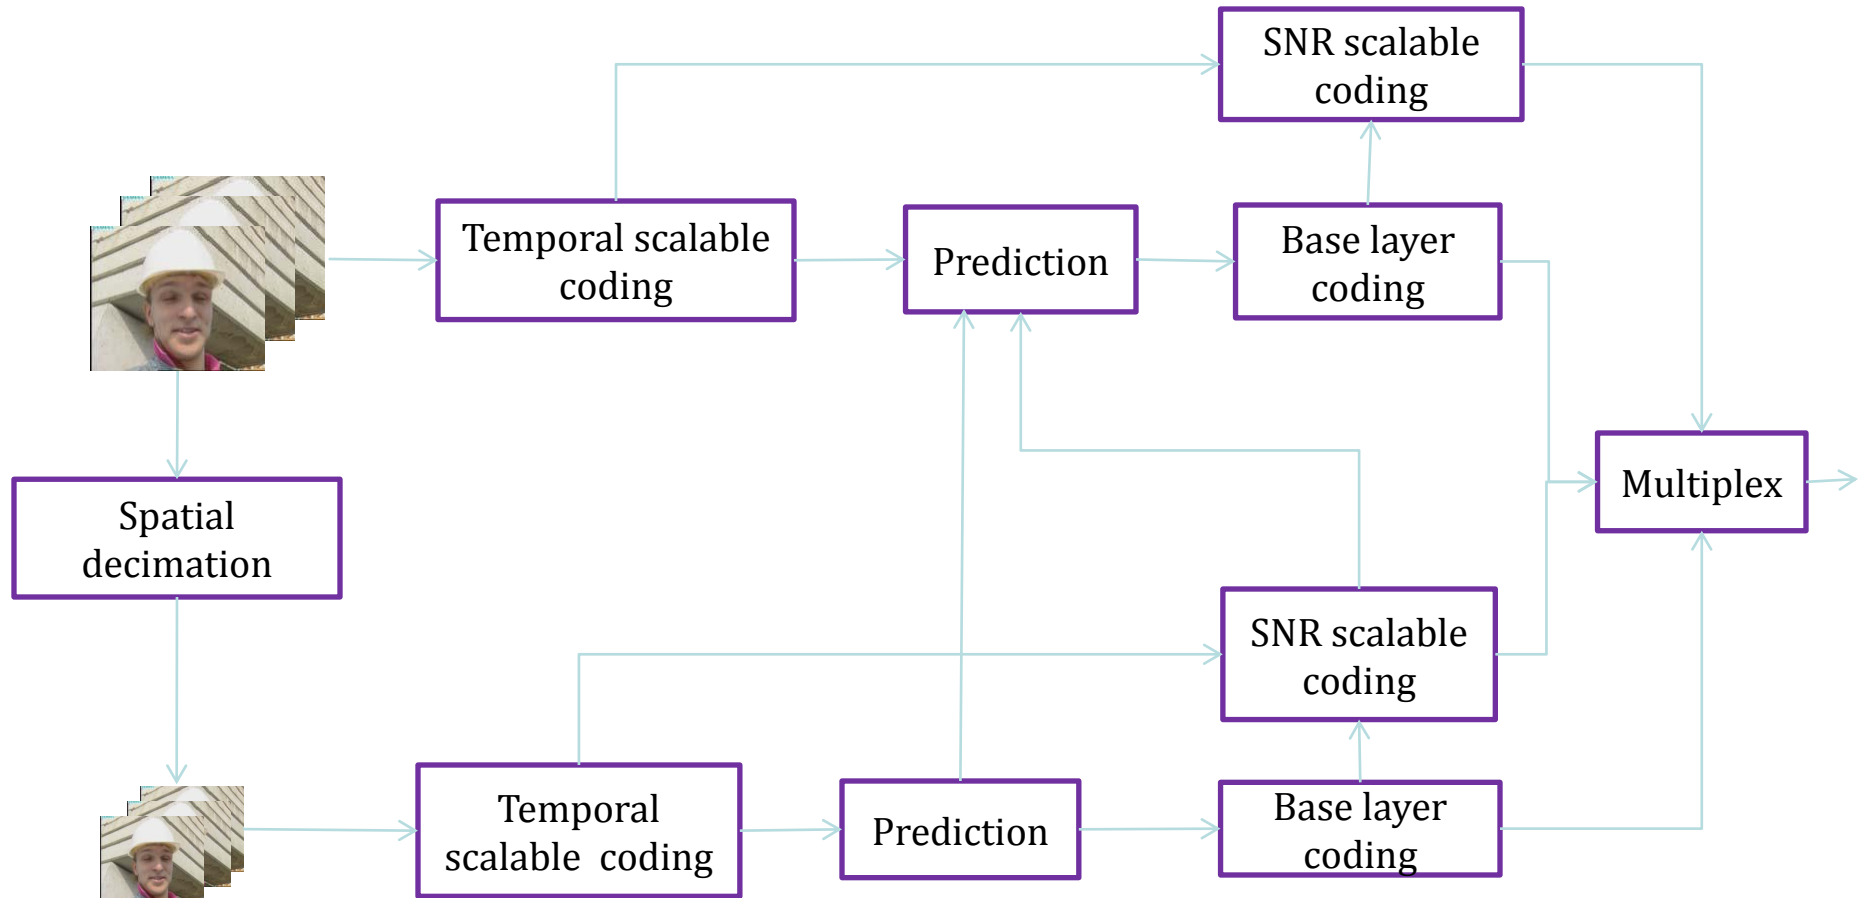 SNR scalable
coding
Temporal scalable
coding
Prediction
Base layer
coding
Multiplex
Spatial
decimation
SNR scalable
coding
Temporal
scalable  coding
Prediction
Base layer
coding